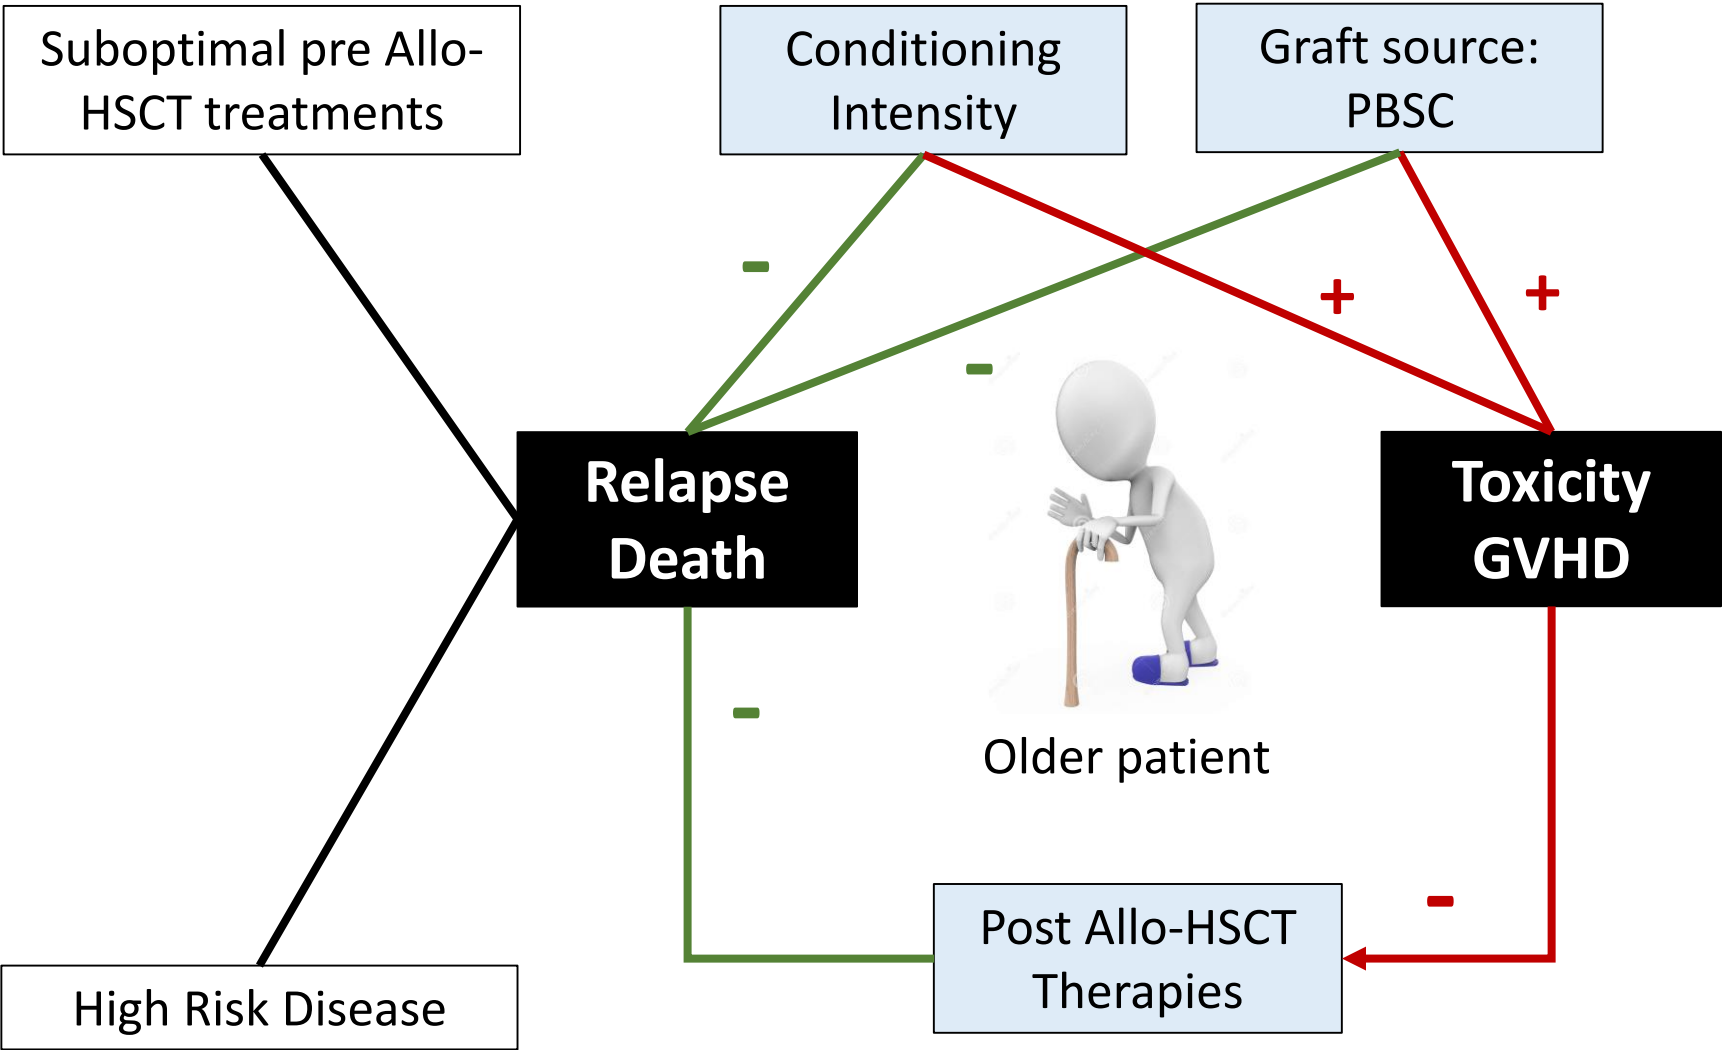 Suboptimal pre Allo-
HSCT treatments
Conditioning
Intensity
Graft source:
PBSC
-
-
+
+
Relapse
Death
Toxicity
GVHD
Older patient
-
-
Post Allo-HSCT
Therapies
High Risk Disease